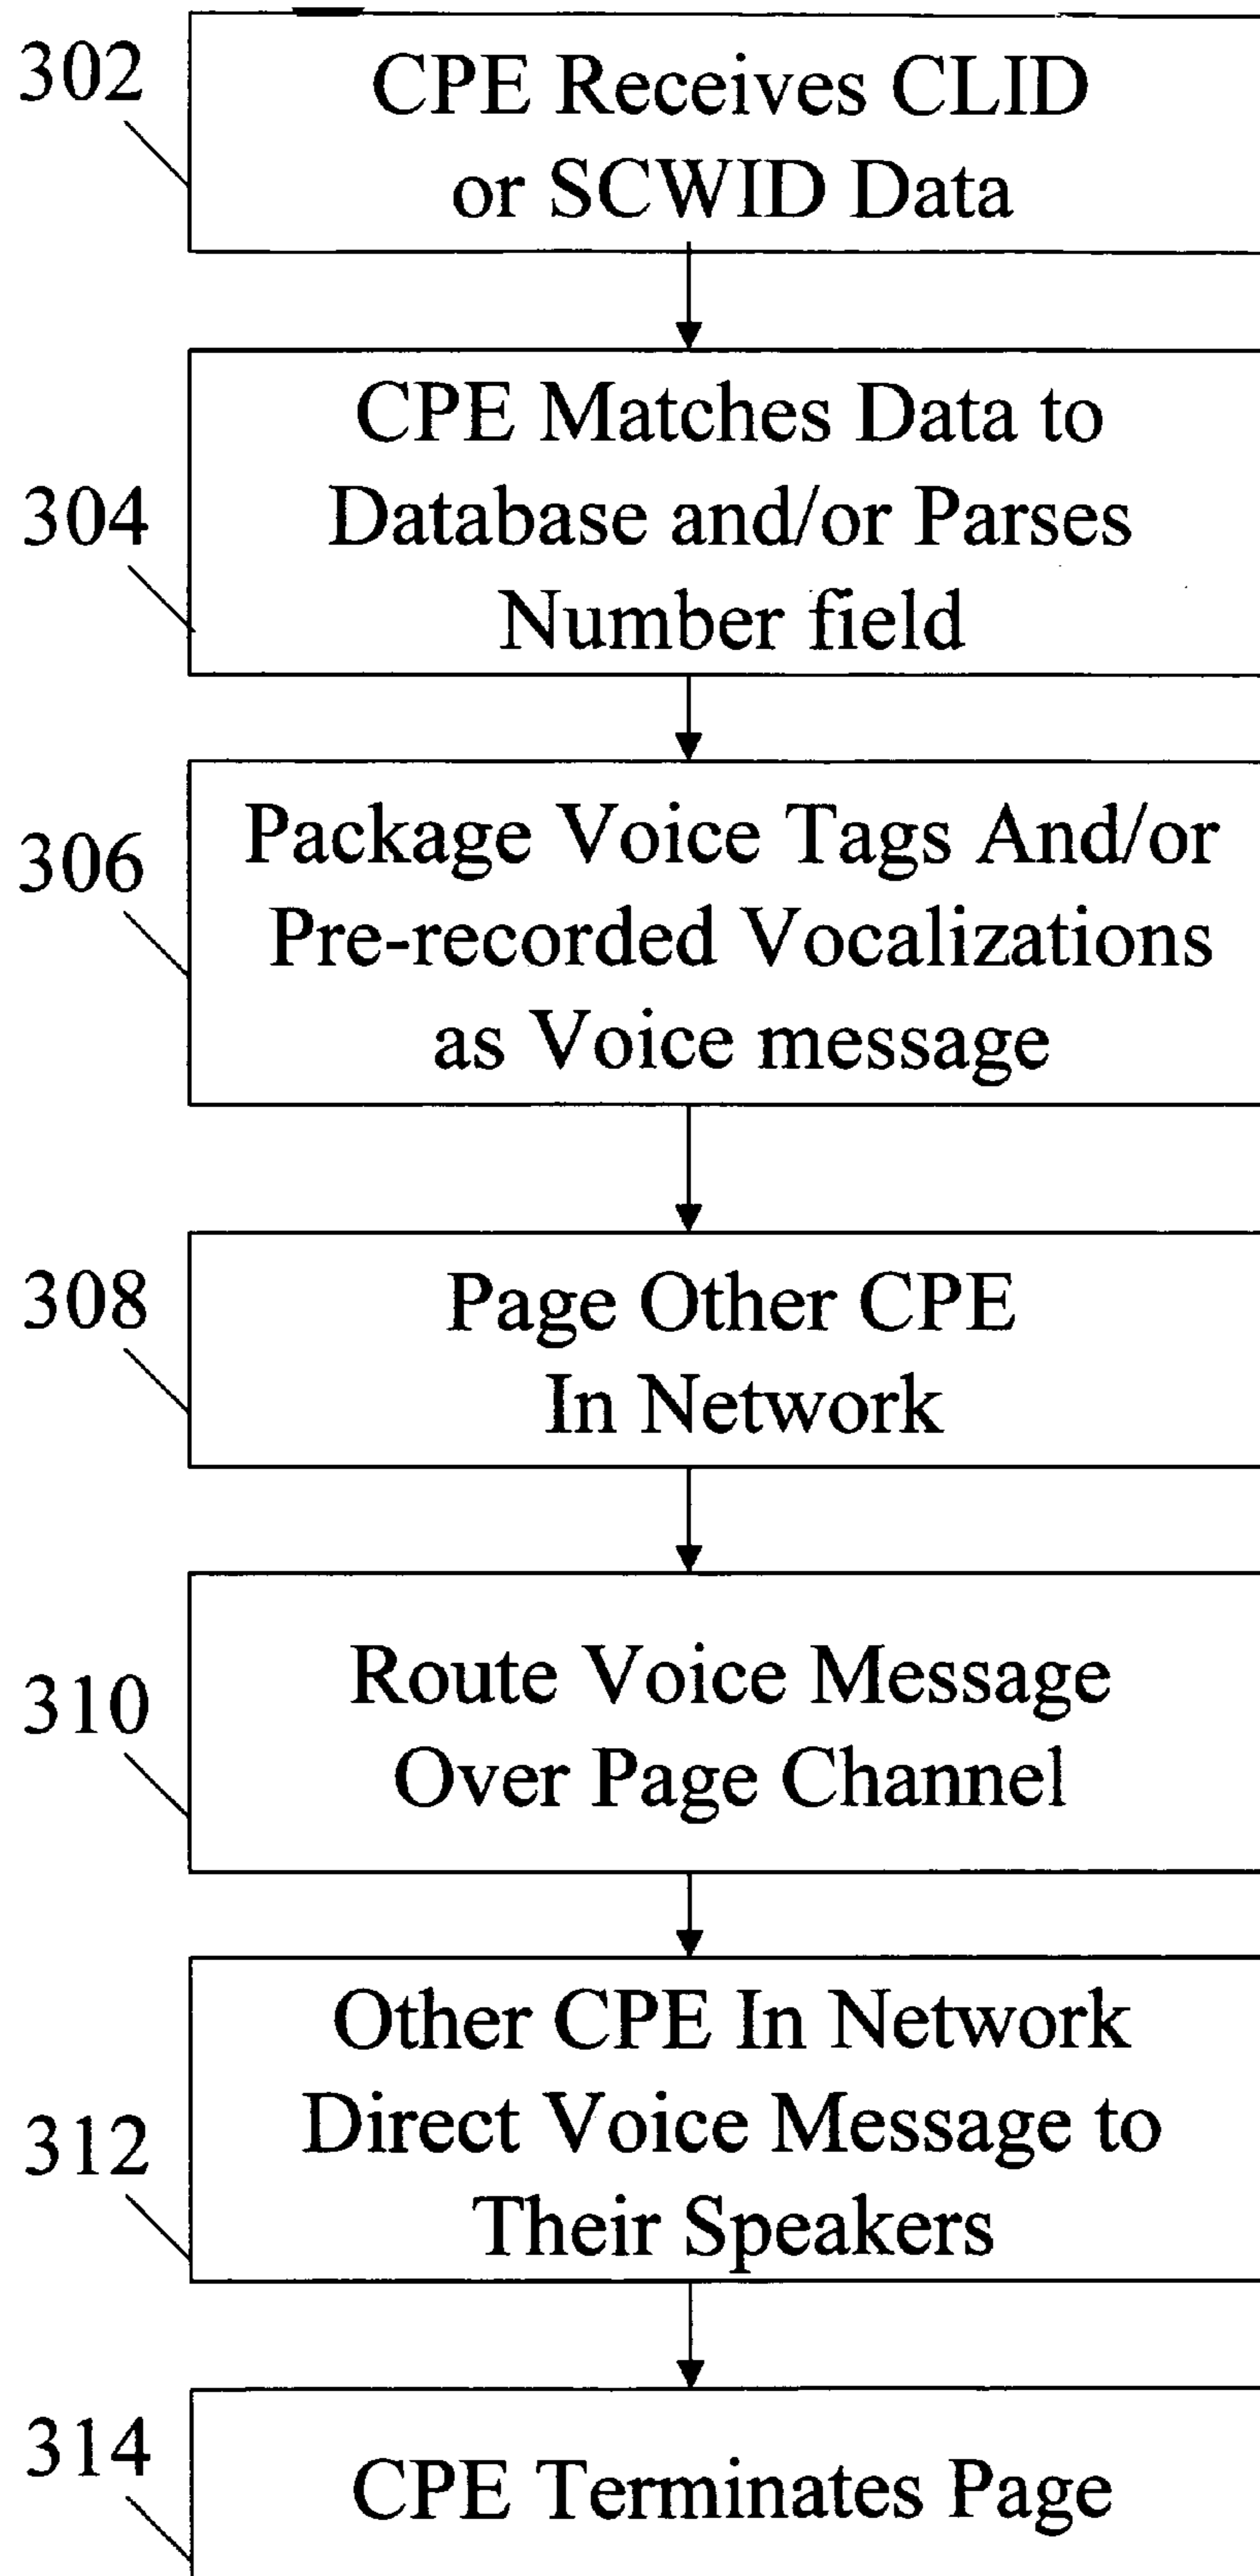 302
CPE Receives CLID
or SCWID Data
304
CPE Matches Data to
Database and/or Parses
Number field
306
Package Voice Tags And/or
Pre-recorded Vocalizations
as Voice message
308
Page Other CPE
In Network
310
Route Voice Message
Over Page Channel
312
Other CPE In Network
Direct Voice Message to
Their Speakers
314
CPE Terminates Page